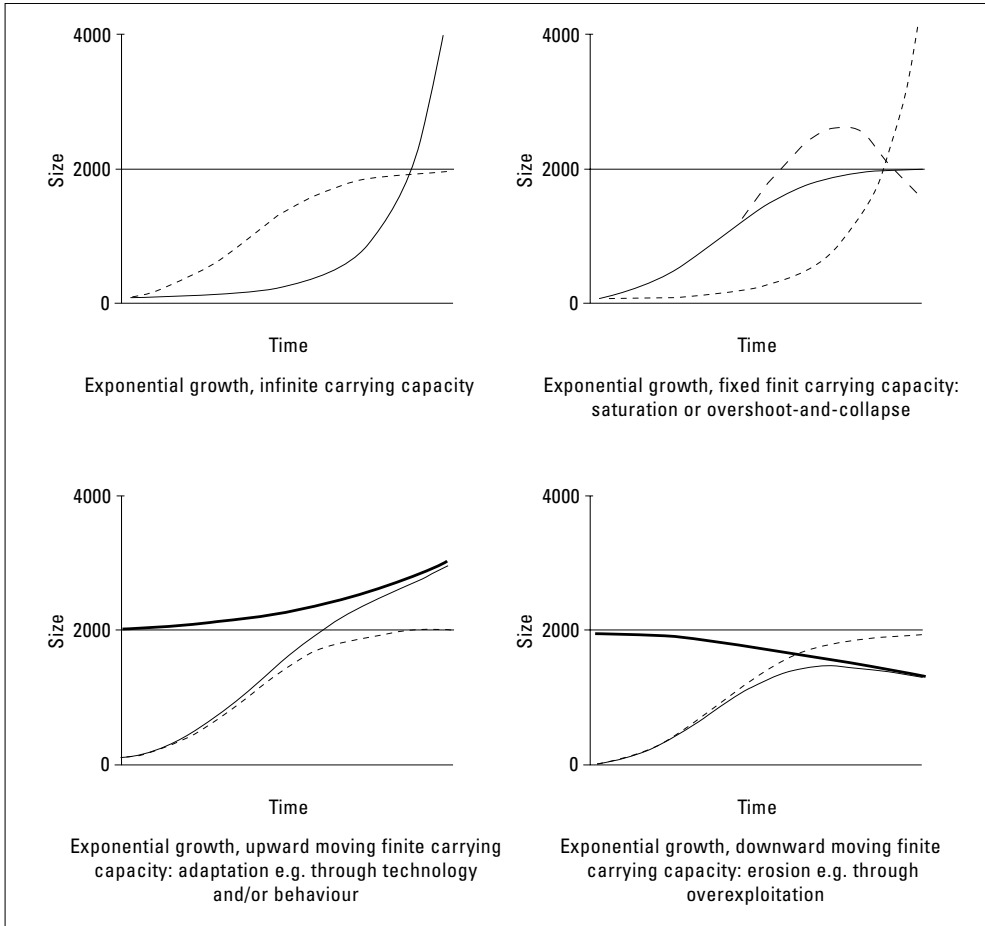 4000
2000
0
Size
Time
Exponential growth, infinite carrying capacity
4000
2000
0
Size
Time
Exponential growth, fixed finit carrying capacity:
saturation or overshoot-and-collapse
4000
2000
0
Size
Time
Exponential growth, upward moving finite carrying
capacity: adaptation e.g. through technology
and/or behaviour
4000
2000
0
Size
Time
Exponential growth, downward moving finite
carrying capacity: erosion e.g. through
overexploitation